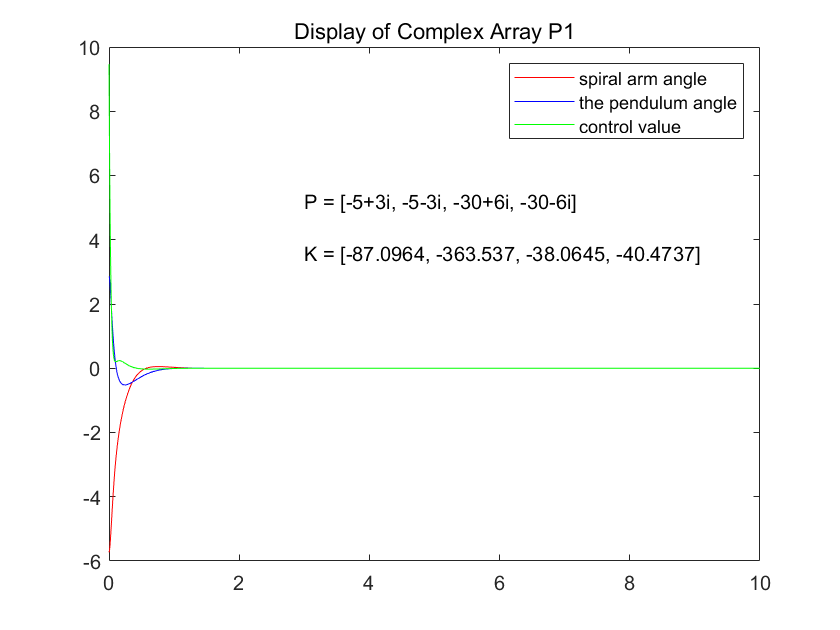 Display of Complex Array P1
10
8
6
4
2
0
-2
-4
-6
0 2 4 6 8 10
spiral arm angle
the pendulum angle
control value
P = [-5+3i, -5-3i, -30+6i, -30-6i]
K = [-87.0964, -363.537, -38.0645, -40.4737]